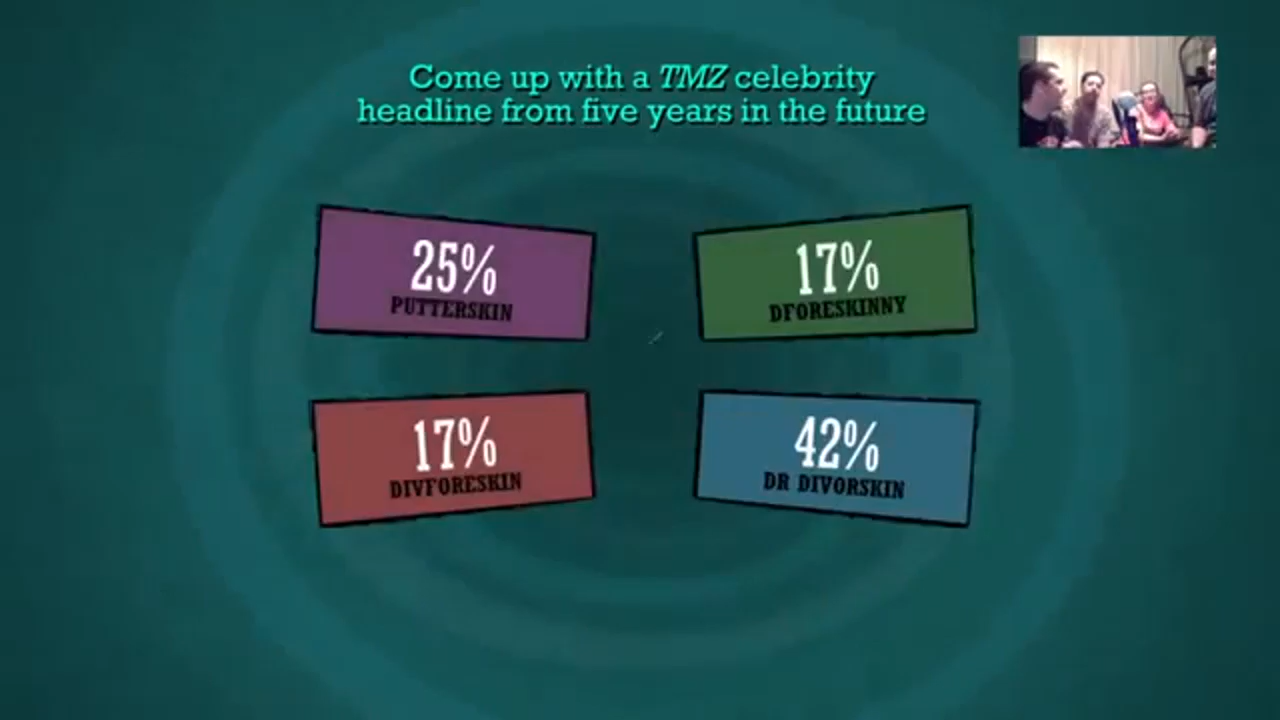 Come up with a TMZ celebrity
headline from five years in the future
25%
PUTTERSKIN
17%
DFORESKINNY
17%
DIVFORESKIN
42%
DR DIVORSKIN